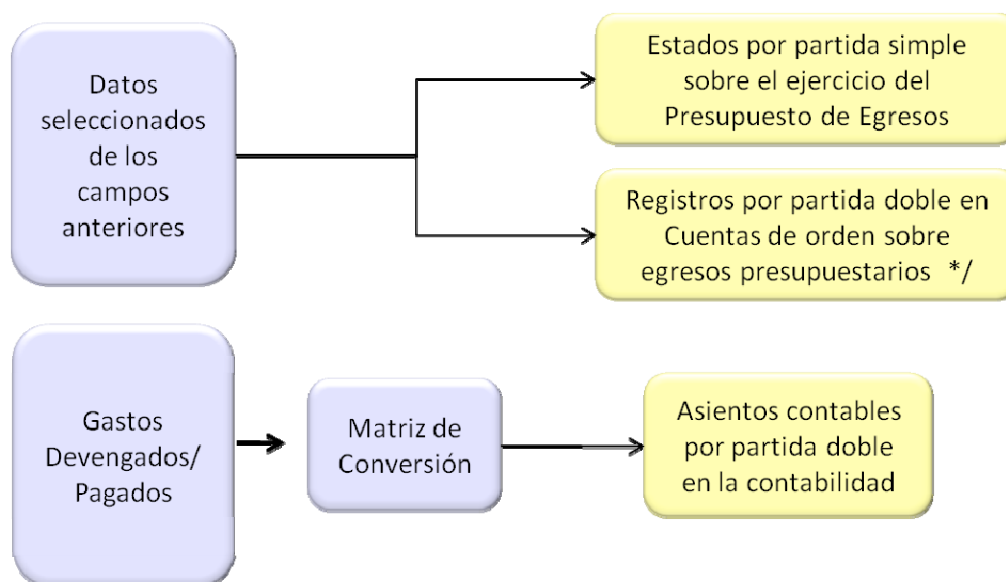 Datos
seleccionados
de los
campos
anteriores
Estados por partida simple
sobre el ejercicio del
Presupuesto de Egresos
Registros por partida doble en
Cuentas de orden sobre
egresos presupuestarios */
Gastos
Devengados/
Pagados
Matriz de
Conversión
Asientos contables
por partida doble
en la contabilidad